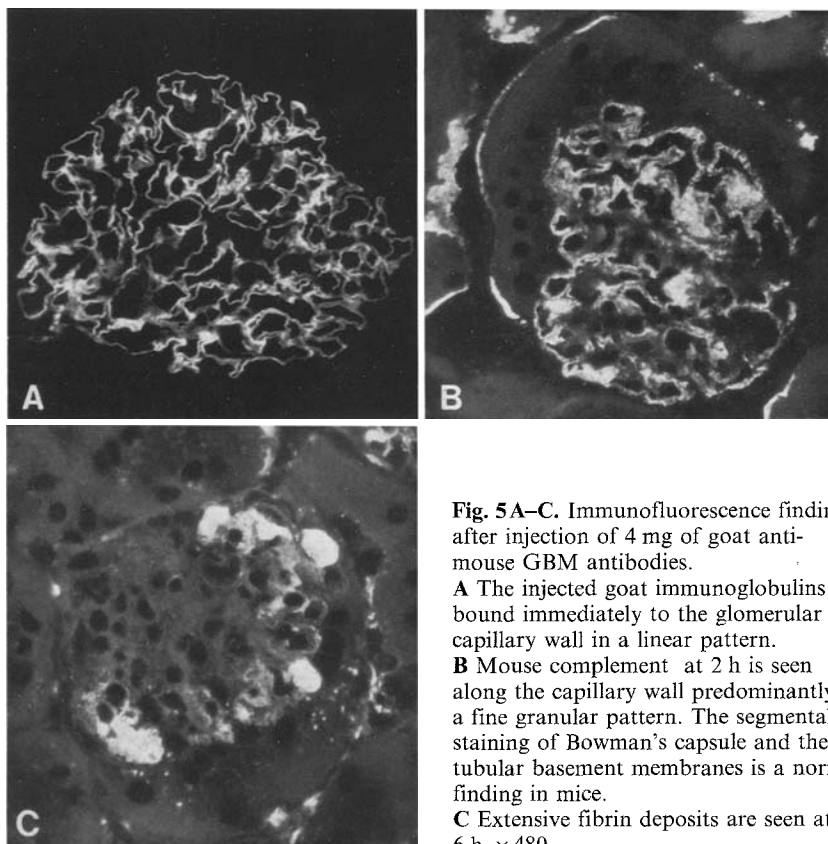 A
B
C
Fig. 5A–C. Immunofluorescence findin
after injection of 4 mg of goat anti-
mouse GBM antibodies.
A The injected goat immunoglobulins
bound immediately to the glomerular
capillary wall in a linear pattern.
B Mouse complement at 2 h is seen
along the capillary wall predominantly
a fine granular pattern. The segmental
staining of Bowman's capsule and the
tubular basement membranes is a nor
finding in mice.
C Extensive fibrin deposits are seen at
6 h. ×480